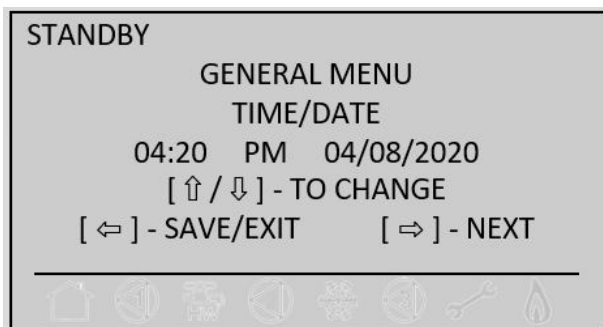 STANDBY
GENERAL MENU
TIME/DATE
04:20 PM 04/08/2020
[ ⇧ / ⇩ ] - TO CHANGE
[ ⇦ ] - SAVE/EXIT [ ⇨ ] - NEXT